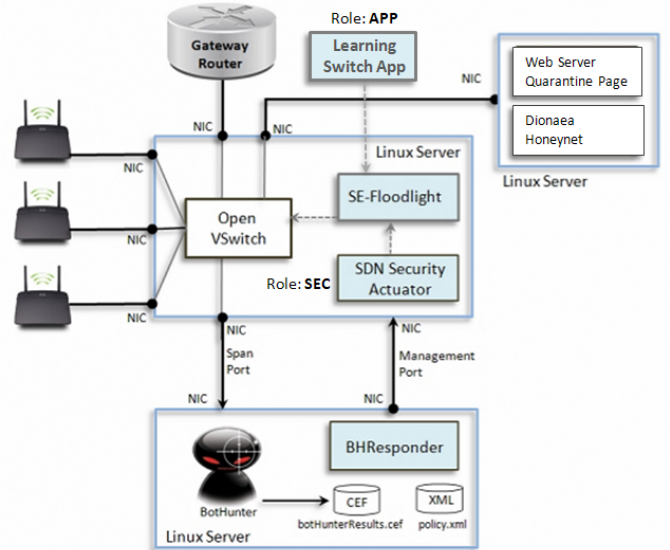 Gateway
Router
Role: APP
Learning
Switch App
NIC
Web Server
Quarantine Page
Dionaea
Honeynet
Linux Server
NIC
NIC
Linux Server
NIC
NIC
NIC
Open
VSwitch
SE-Floodlight
Role: SEC
SDN Security
Actuator
NIC
Span
Port
NIC
Management
Port
NIC
NIC
BotHunter
BHResponder
CEF
botHunterResults.cef
XML
policy.xml
Linux Server